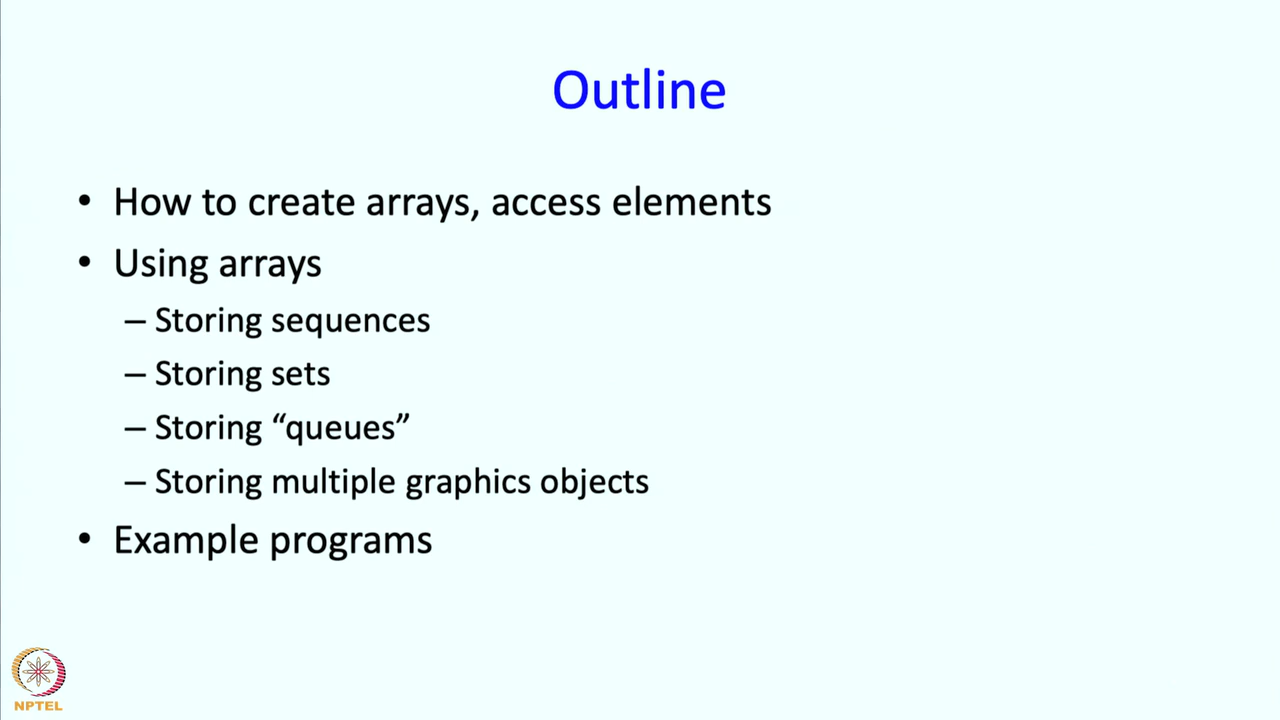 Outline
• How to create arrays, access elements
• Using arrays
– Storing sequences
– Storing sets
– Storing “queues”
– Storing multiple graphics objects
• Example programs
NPTEL